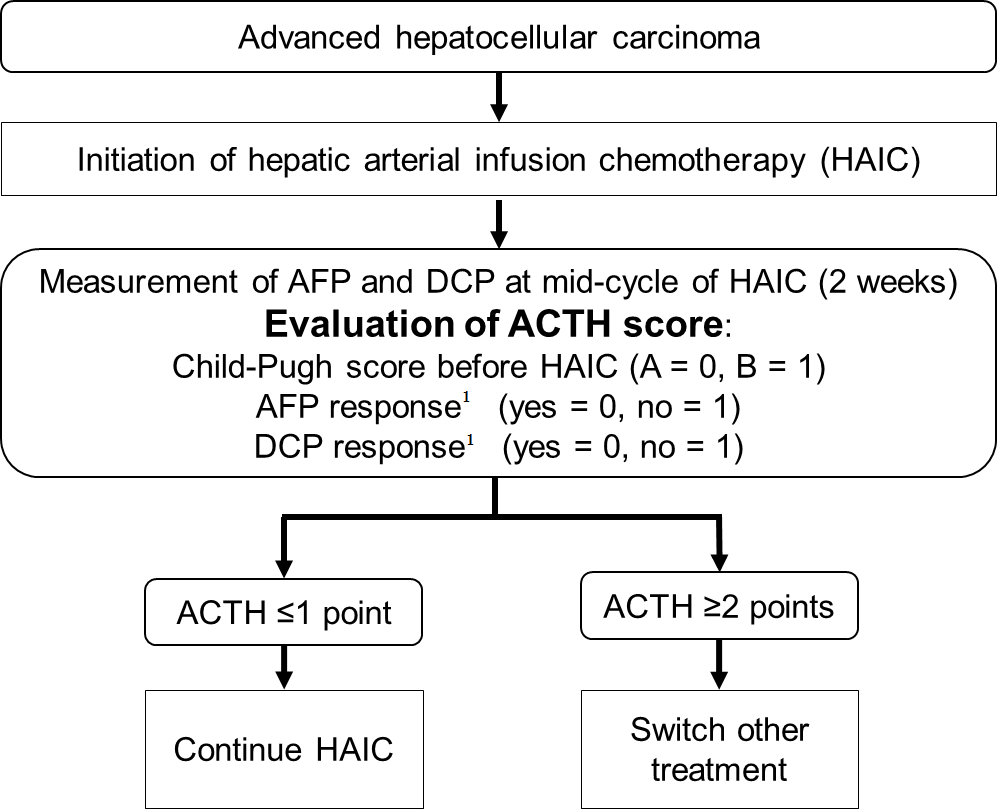 Advanced hepatocellular carcinoma
Initiation of hepatic arterial infusion chemotherapy (HAIC)
Measurement of AFP and DCP at mid-cycle of HAIC (2 weeks)
Evaluation of ACTH score:
Child-Pugh score before HAIC (A = 0, B = 1)
AFP response¹ (yes = 0, no = 1)
DCP response¹ (yes = 0, no = 1)
ACTH ≤1 point
ACTH ≥2 points
Continue HAIC
Switch other
treatment